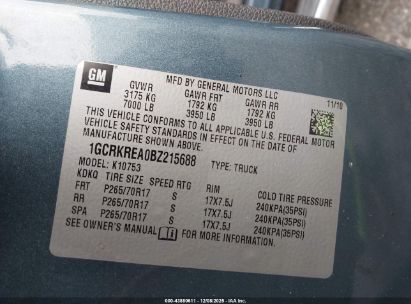 GM
MFD BY GENERAL MOTORS LLC
11/10
GVWR GAWR FRT GAWR RR
3175 KG 1792 KG 1792 KG
7000 LB 3950 LB 3950 LB
THIS VEHICLE CONFORMS TO ALL APPLICABLE U.S. FEDERAL MOTOR
VEHICLE SAFETY STANDARDS IN EFFECT ON THE DATE OF
MANUFACTURE SHOWN ABOVE.
1GCRKREA0BZ215688
MODEL: K10753 TYPE: TRUCK
KDKQ TIRE SIZE SPEED RTG RIM COLD TIRE PRESSURE
FRT P265/70R17 S 17X7.5J 240KPA(35PSI)
RR P265/70R17 S 17X7.5J 240KPA(35PSI)
SPA P265/70R17 S 17X7.5J 240KPA(35PSI)
SEE OWNER'S MANUAL FOR MORE INFORMATION.